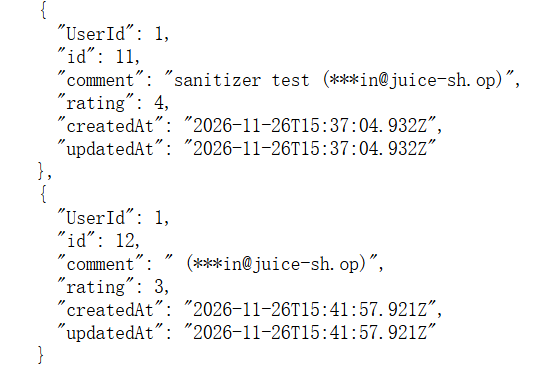 {
"UserId": 1,
"id": 11,
"comment": "sanitizer test (***in@juice-sh.op)",
"rating": 4,
"createdAt": "2026-11-26T15:37:04.932Z",
"updatedAt": "2026-11-26T15:37:04.932Z"
},
{
"UserId": 1,
"id": 12,
"comment": " (***in@juice-sh.op)",
"rating": 3,
"createdAt": "2026-11-26T15:41:57.921Z",
"updatedAt": "2026-11-26T15:41:57.921Z"
}